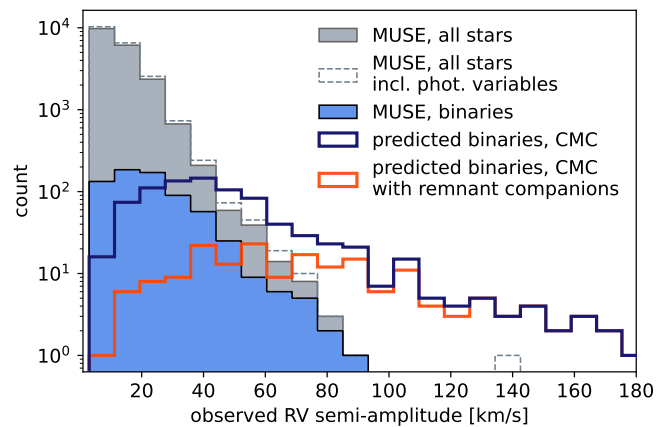 MUSE, all stars
MUSE, all stars
incl. phot. variables
MUSE, binaries
predicted binaries, CMC
predicted binaries, CMC
with remnant companions
count
10⁴
10³
10²
10¹
10⁰
20 40 60 80 100 120 140 160 180
observed RV semi-amplitude [km/s]